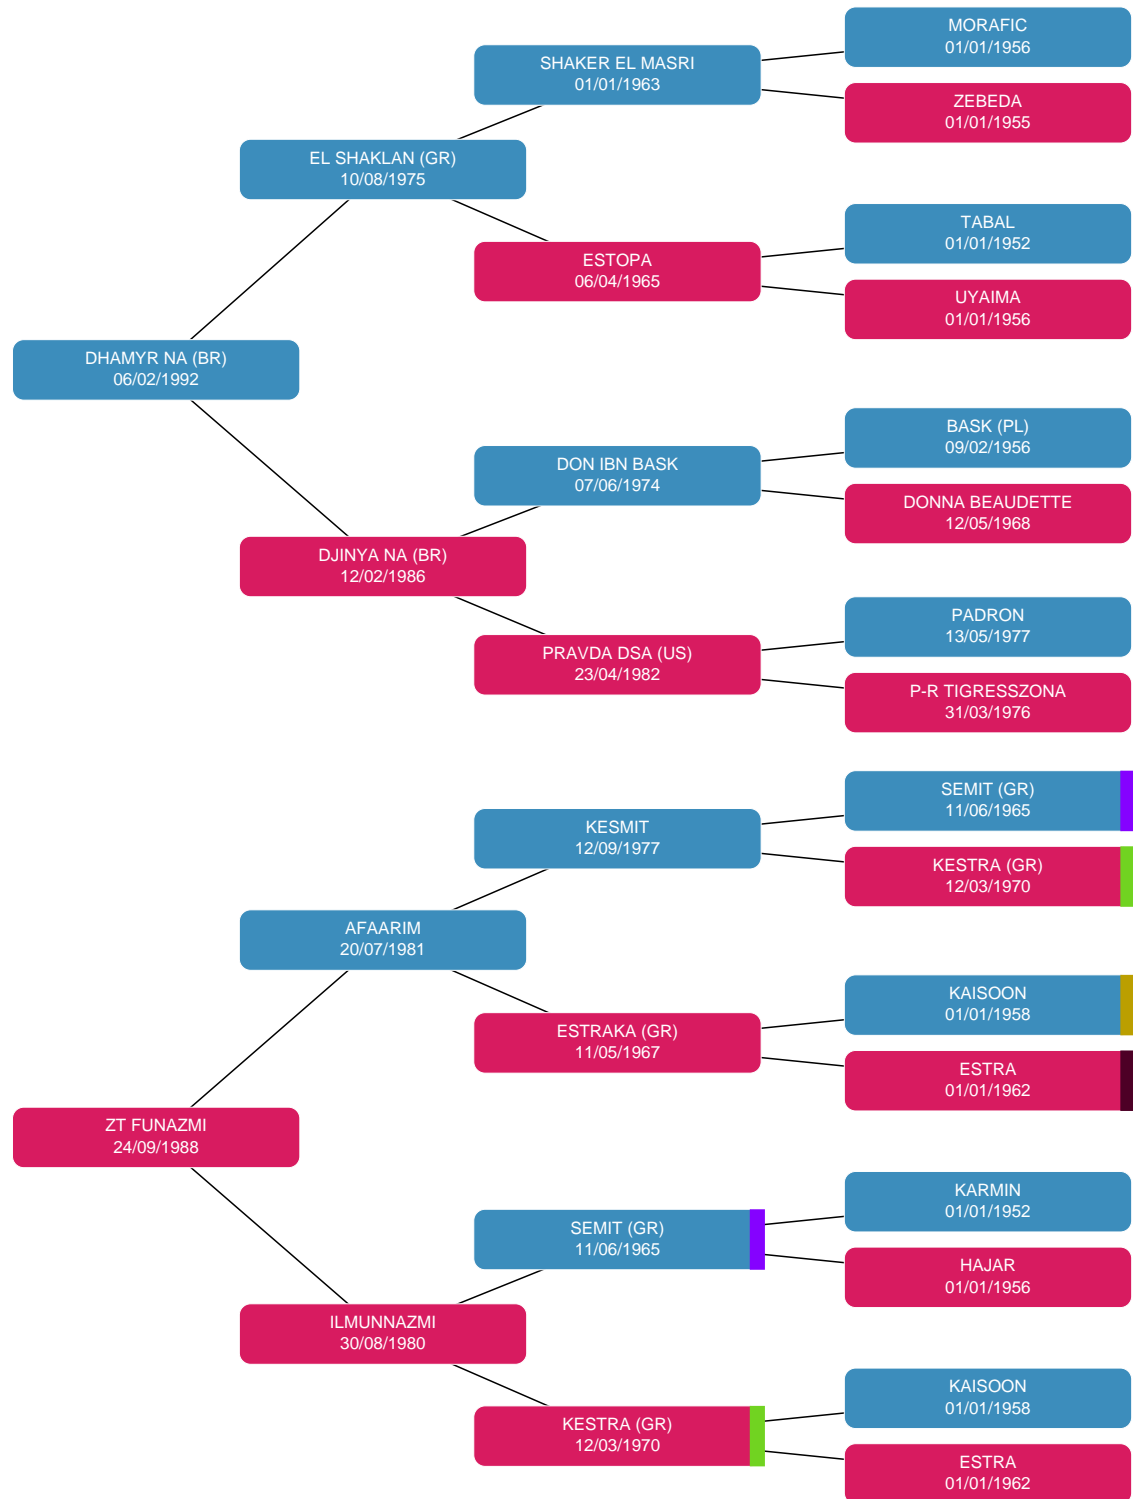 MORAFIC
01/01/1956
SHAKER EL MASRI
01/01/1963
ZEBEDA
01/01/1955
EL SHAKLAN (GR)
10/08/1975
TABAL
01/01/1952
ESTOPA
06/04/1965
UYAIMA
01/01/1956
DHAMYR NA (BR)
06/02/1992
BASK (PL)
09/02/1956
DON IBN BASK
07/06/1974
DONNA BEAUDETTE
12/05/1968
DJINYA NA (BR)
12/02/1986
PADRON
13/05/1977
PRAVDA DSA (US)
23/04/1982
P-R TIGRESSZONA
31/03/1976
SEMIT (GR)
11/06/1965
KESMIT
12/09/1977
KESTRA (GR)
12/03/1970
AFAARIM
20/07/1981
KAISOON
01/01/1958
ESTRAKA (GR)
11/05/1967
ESTRA
01/01/1962
ZT FUNAZMI
24/09/1988
KARMIN
01/01/1952
SEMIT (GR)
11/06/1965
HAJAR
01/01/1956
ILMUNNAZMI
30/08/1980
KAISOON
01/01/1958
KESTRA (GR)
12/03/1970
ESTRA
01/01/1962